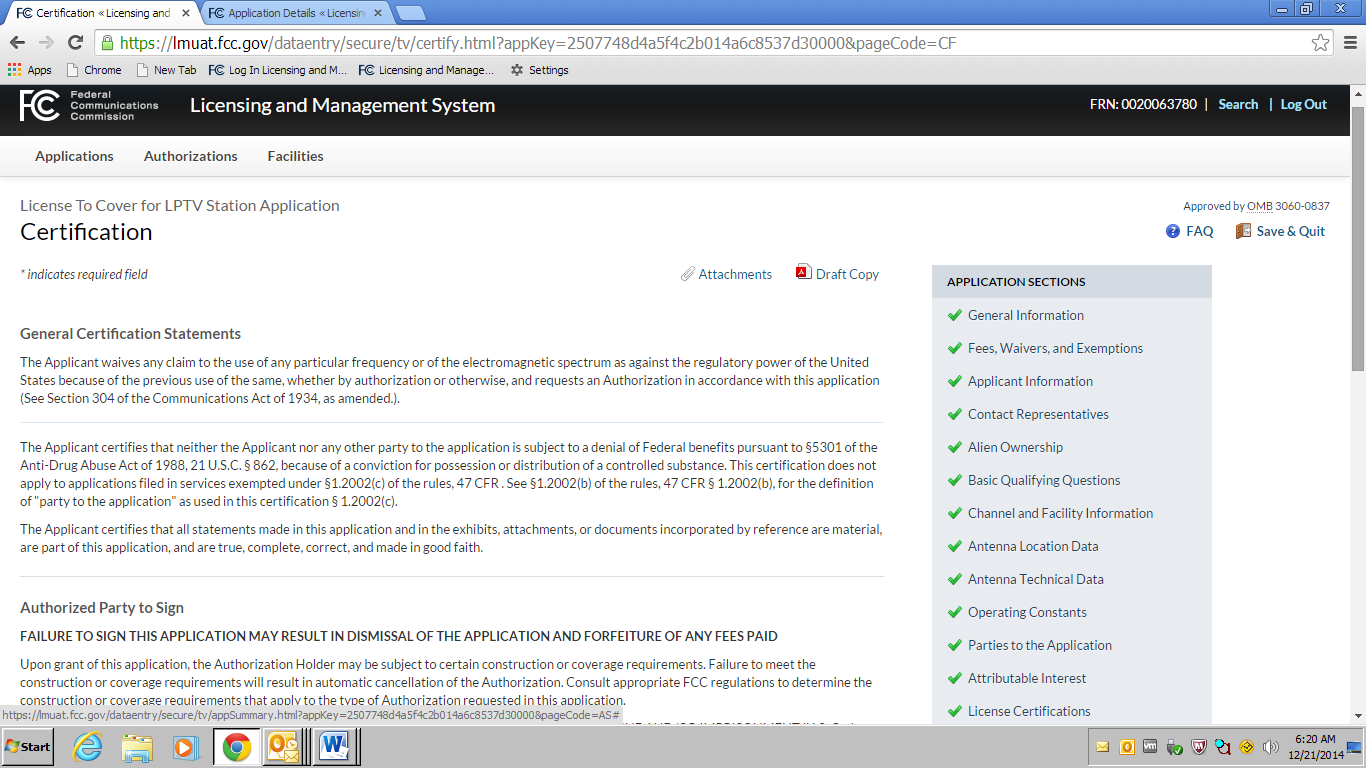 Certification « Licensing and
Application Details « Licensin
https://lmuat.fcc.gov/dataentry/secure/tv/certify.html?appKey=2507748d4a5f4c2b014a6c8537d30000&pageCode=CF
Apps
Chrome
New Tab
Log In Licensing and M...
Licensing and Manage...
Settings
FC
Federal
Communications
Commission
Licensing and Management System
FRN: 0020063780 | Search | Log Out
Applications
Authorizations
Facilities
License To Cover for LPTV Station Application
Approved by OMB 3060-0837
Certification
FAQ
Save & Quit
* indicates required field
Attachments
Draft Copy
General Certification Statements
The Applicant waives any claim to the use of any particular frequency or of the electromagnetic spectrum as against the regulatory power of the United
States because of the previous use of the same, whether by authorization or otherwise, and requests an Authorization in accordance with this application
(See Section 304 of the Communications Act of 1934, as amended.).
The Applicant certifies that neither the Applicant nor any other party to the application is subject to a denial of Federal benefits pursuant to §5301 of the
Anti-Drug Abuse Act of 1988, 21 U.S.C. § 862, because of a conviction for possession or distribution of a controlled substance. This certification does not
apply to applications filed in services exempted under §1.2002(c) of the rules, 47 CFR . See §1.2002(b) of the rules, 47 CFR § 1.2002(b), for the definition
of "party to the application" as used in this certification § 1.2002(c).
The Applicant certifies that all statements made in this application and in the exhibits, attachments, or documents incorporated by reference are material,
are part of this application, and are true, complete, correct, and made in good faith.
Authorized Party to Sign
FAILURE TO SIGN THIS APPLICATION MAY RESULT IN DISMISSAL OF THE APPLICATION AND FORFEITURE OF ANY FEES PAID
Upon grant of this application, the Authorization Holder may be subject to certain construction or coverage requirements. Failure to meet the
construction or coverage requirements will result in automatic cancellation of the Authorization. Consult appropriate FCC regulations to determine the
construction or coverage requirements that apply to the type of Authorization requested in this application.
APPLICATION SECTIONS
General Information
Fees, Waivers, and Exemptions
Applicant Information
Contact Representatives
Alien Ownership
Basic Qualifying Questions
Channel and Facility Information
Antenna Location Data
Antenna Technical Data
Operating Constants
Parties to the Application
Attributable Interest
License Certifications
https://lmuat.fcc.gov/dataentry/secure/tv/appSummary.html?appKey=2507748d4a5f4c2b014a6c8537d30000&pageCode=AS#
Start
6:20 AM
12/21/2014